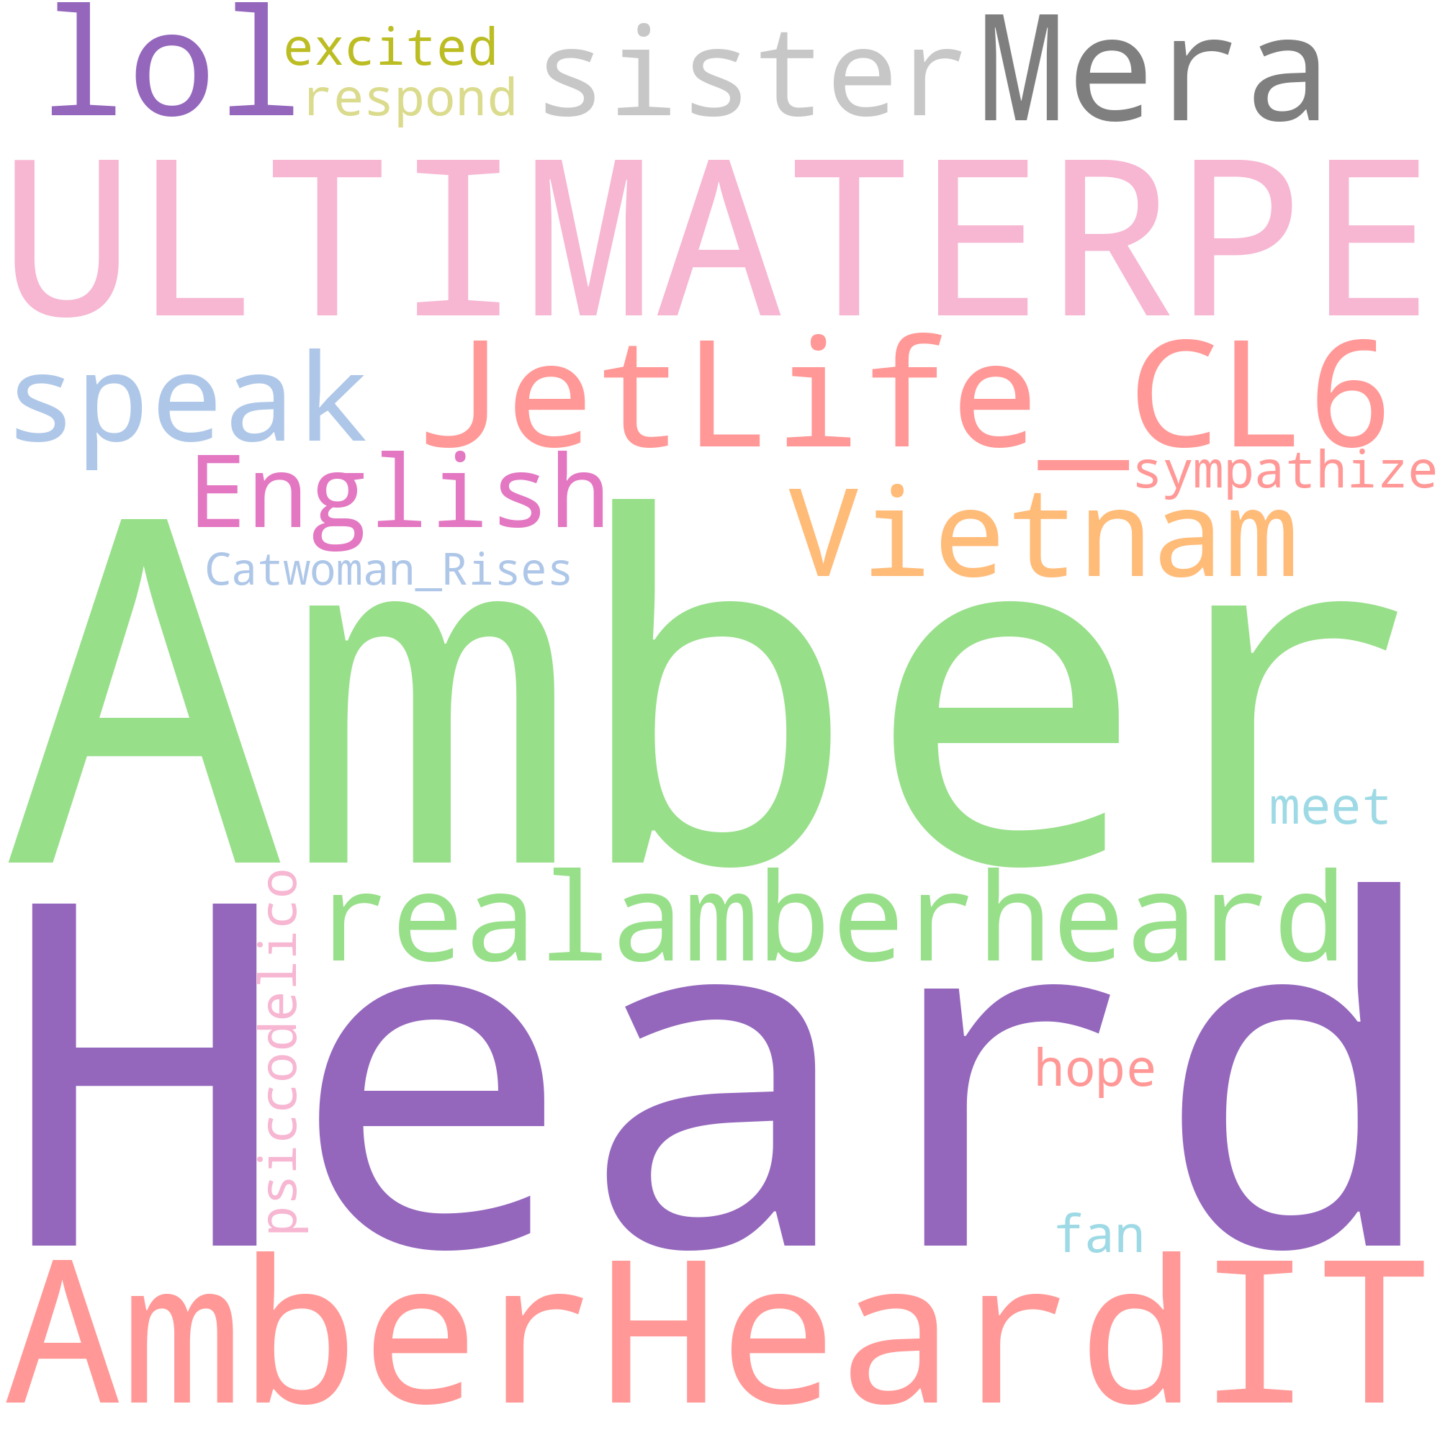 lol excited sister Mera
respond
ULTIMATERPE
speak JetLife_CL6
English sympathize
Vietnam
Catwoman_Rises
Amber
meet
realamberheard
psiccodelico
Heard
hope
fan
AmberHeardIT